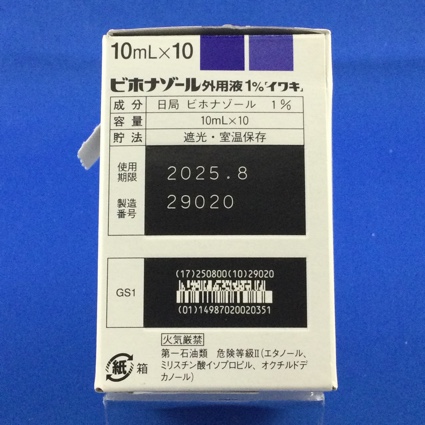 10mL×10
ビホナゾール外用液1%「イワキ」
成分 日局 ビホナゾール 1%
容量 10mL×10
貯法 遮光・室温保存
使用期限 2025.8
製造番号 29020
GS1
(17)250800(10)29020
(01)14987020020351
火気厳禁
第一石油類 危険等級Ⅱ(エタノール、
ミリスチン酸イソプロピル、オクチルドデ
カノール)
紙 箱